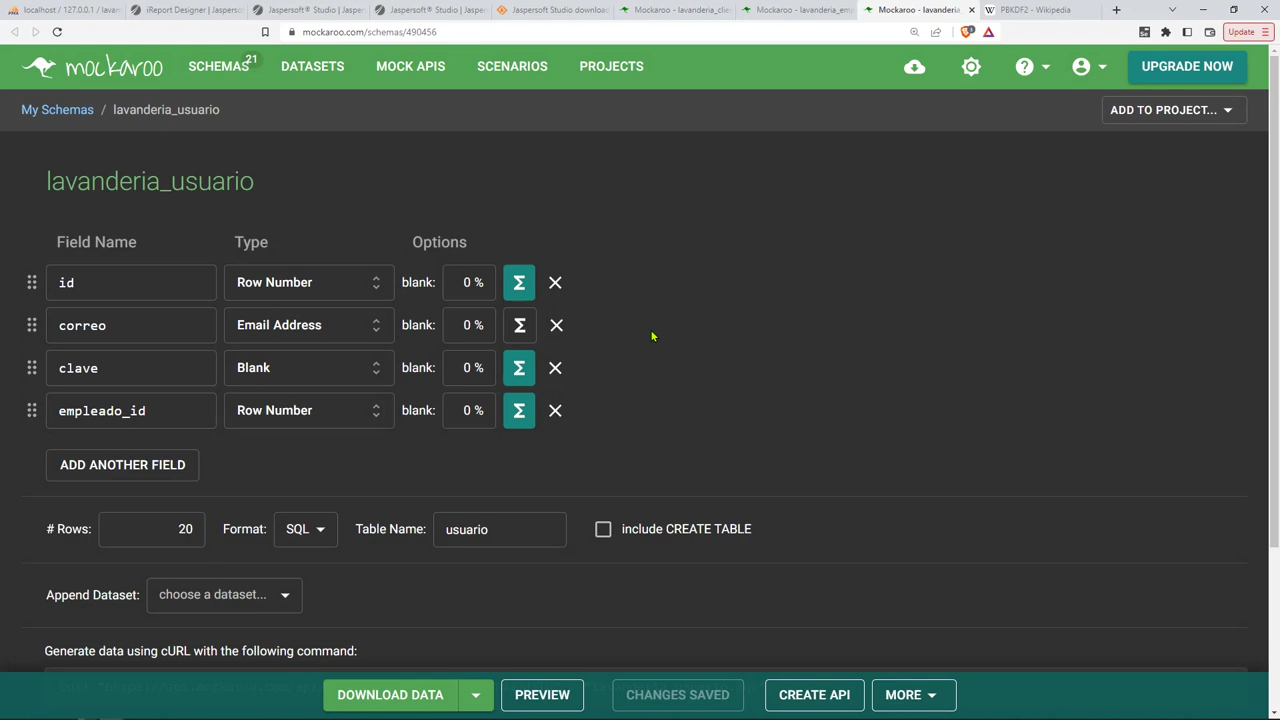 localhost / 127.0.0.1 / lavan
iReport Designer | Jaspersof
Jaspersoft® Studio | Jasper
Jaspersoft® Studio | Jaspe
Jaspersoft Studio download
Mockaroo - lavanderia_clie
Mockaroo - lavanderia_em
Mockaroo - lavanderia
PBKDF2 - Wikipedia
mockaroo.com/schemas/490456
Update
mockaroo
SCHEMAS 21
DATASETS
MOCK APIS
SCENARIOS
PROJECTS
UPGRADE NOW
My Schemas / lavanderia_usuario
ADD TO PROJECT...
lavanderia_usuario
Field Name Type Options
id Row Number blank: 0 % Σ
correo Email Address blank: 0 % Σ
clave Blank blank: 0 % Σ
empleado_id Row Number blank: 0 % Σ
ADD ANOTHER FIELD
# Rows: 20 Format: SQL Table Name: usuario include CREATE TABLE
Append Dataset: choose a dataset...
Generate data using cURL with the following command:
DOWNLOAD DATA PREVIEW CHANGES SAVED CREATE API MORE